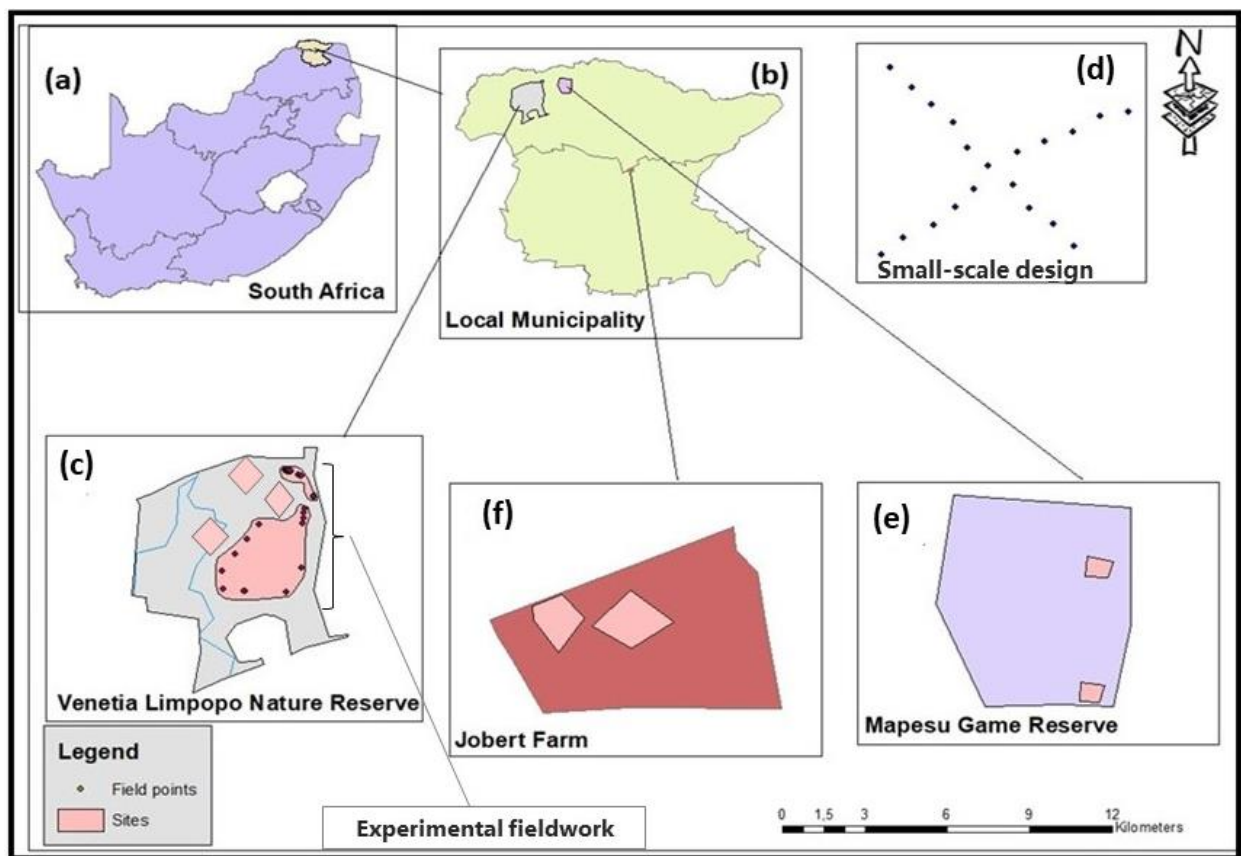 (a)
South Africa
(b)
Local Municipality
(d)
Small-scale design
N
(c)
Venetia Limpopo Nature Reserve
(f)
Jobert Farm
(e)
Mapesu Game Reserve
Legend
Field points
Sites
Experimental fieldwork
0 1,5 3 6 9 12
Kilometers